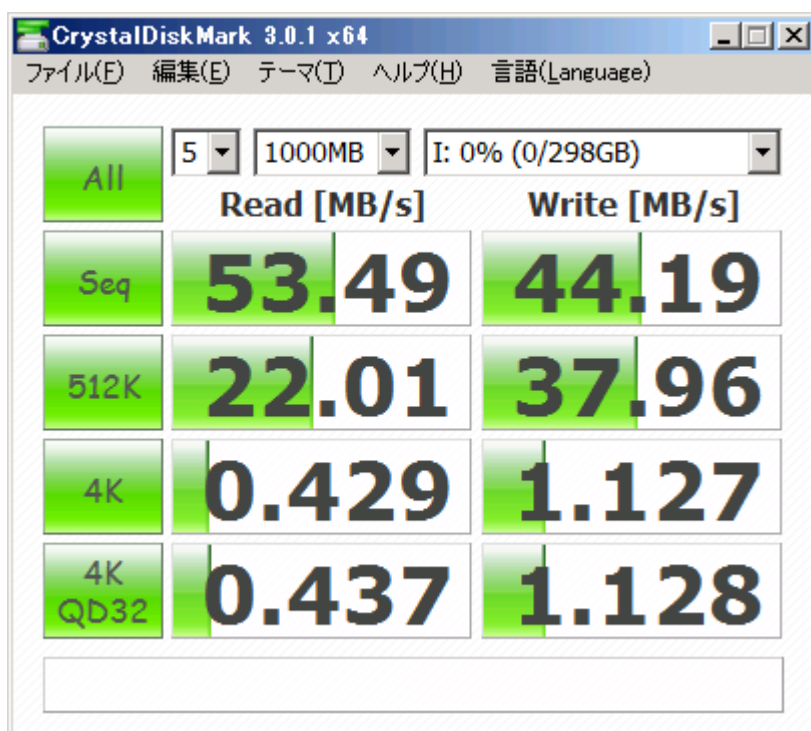 CrystalDiskMark 3.0.1 x64
ファイル(F) 編集(E) テーマ(T) ヘルプ(H) 言語(Language)
All 5 1000MB I: 0% (0/298GB)
Read [MB/s] Write [MB/s]
Seq 53.49 44.19
512K 22.01 37.96
4K 0.429 1.127
4K QD32 0.437 1.128